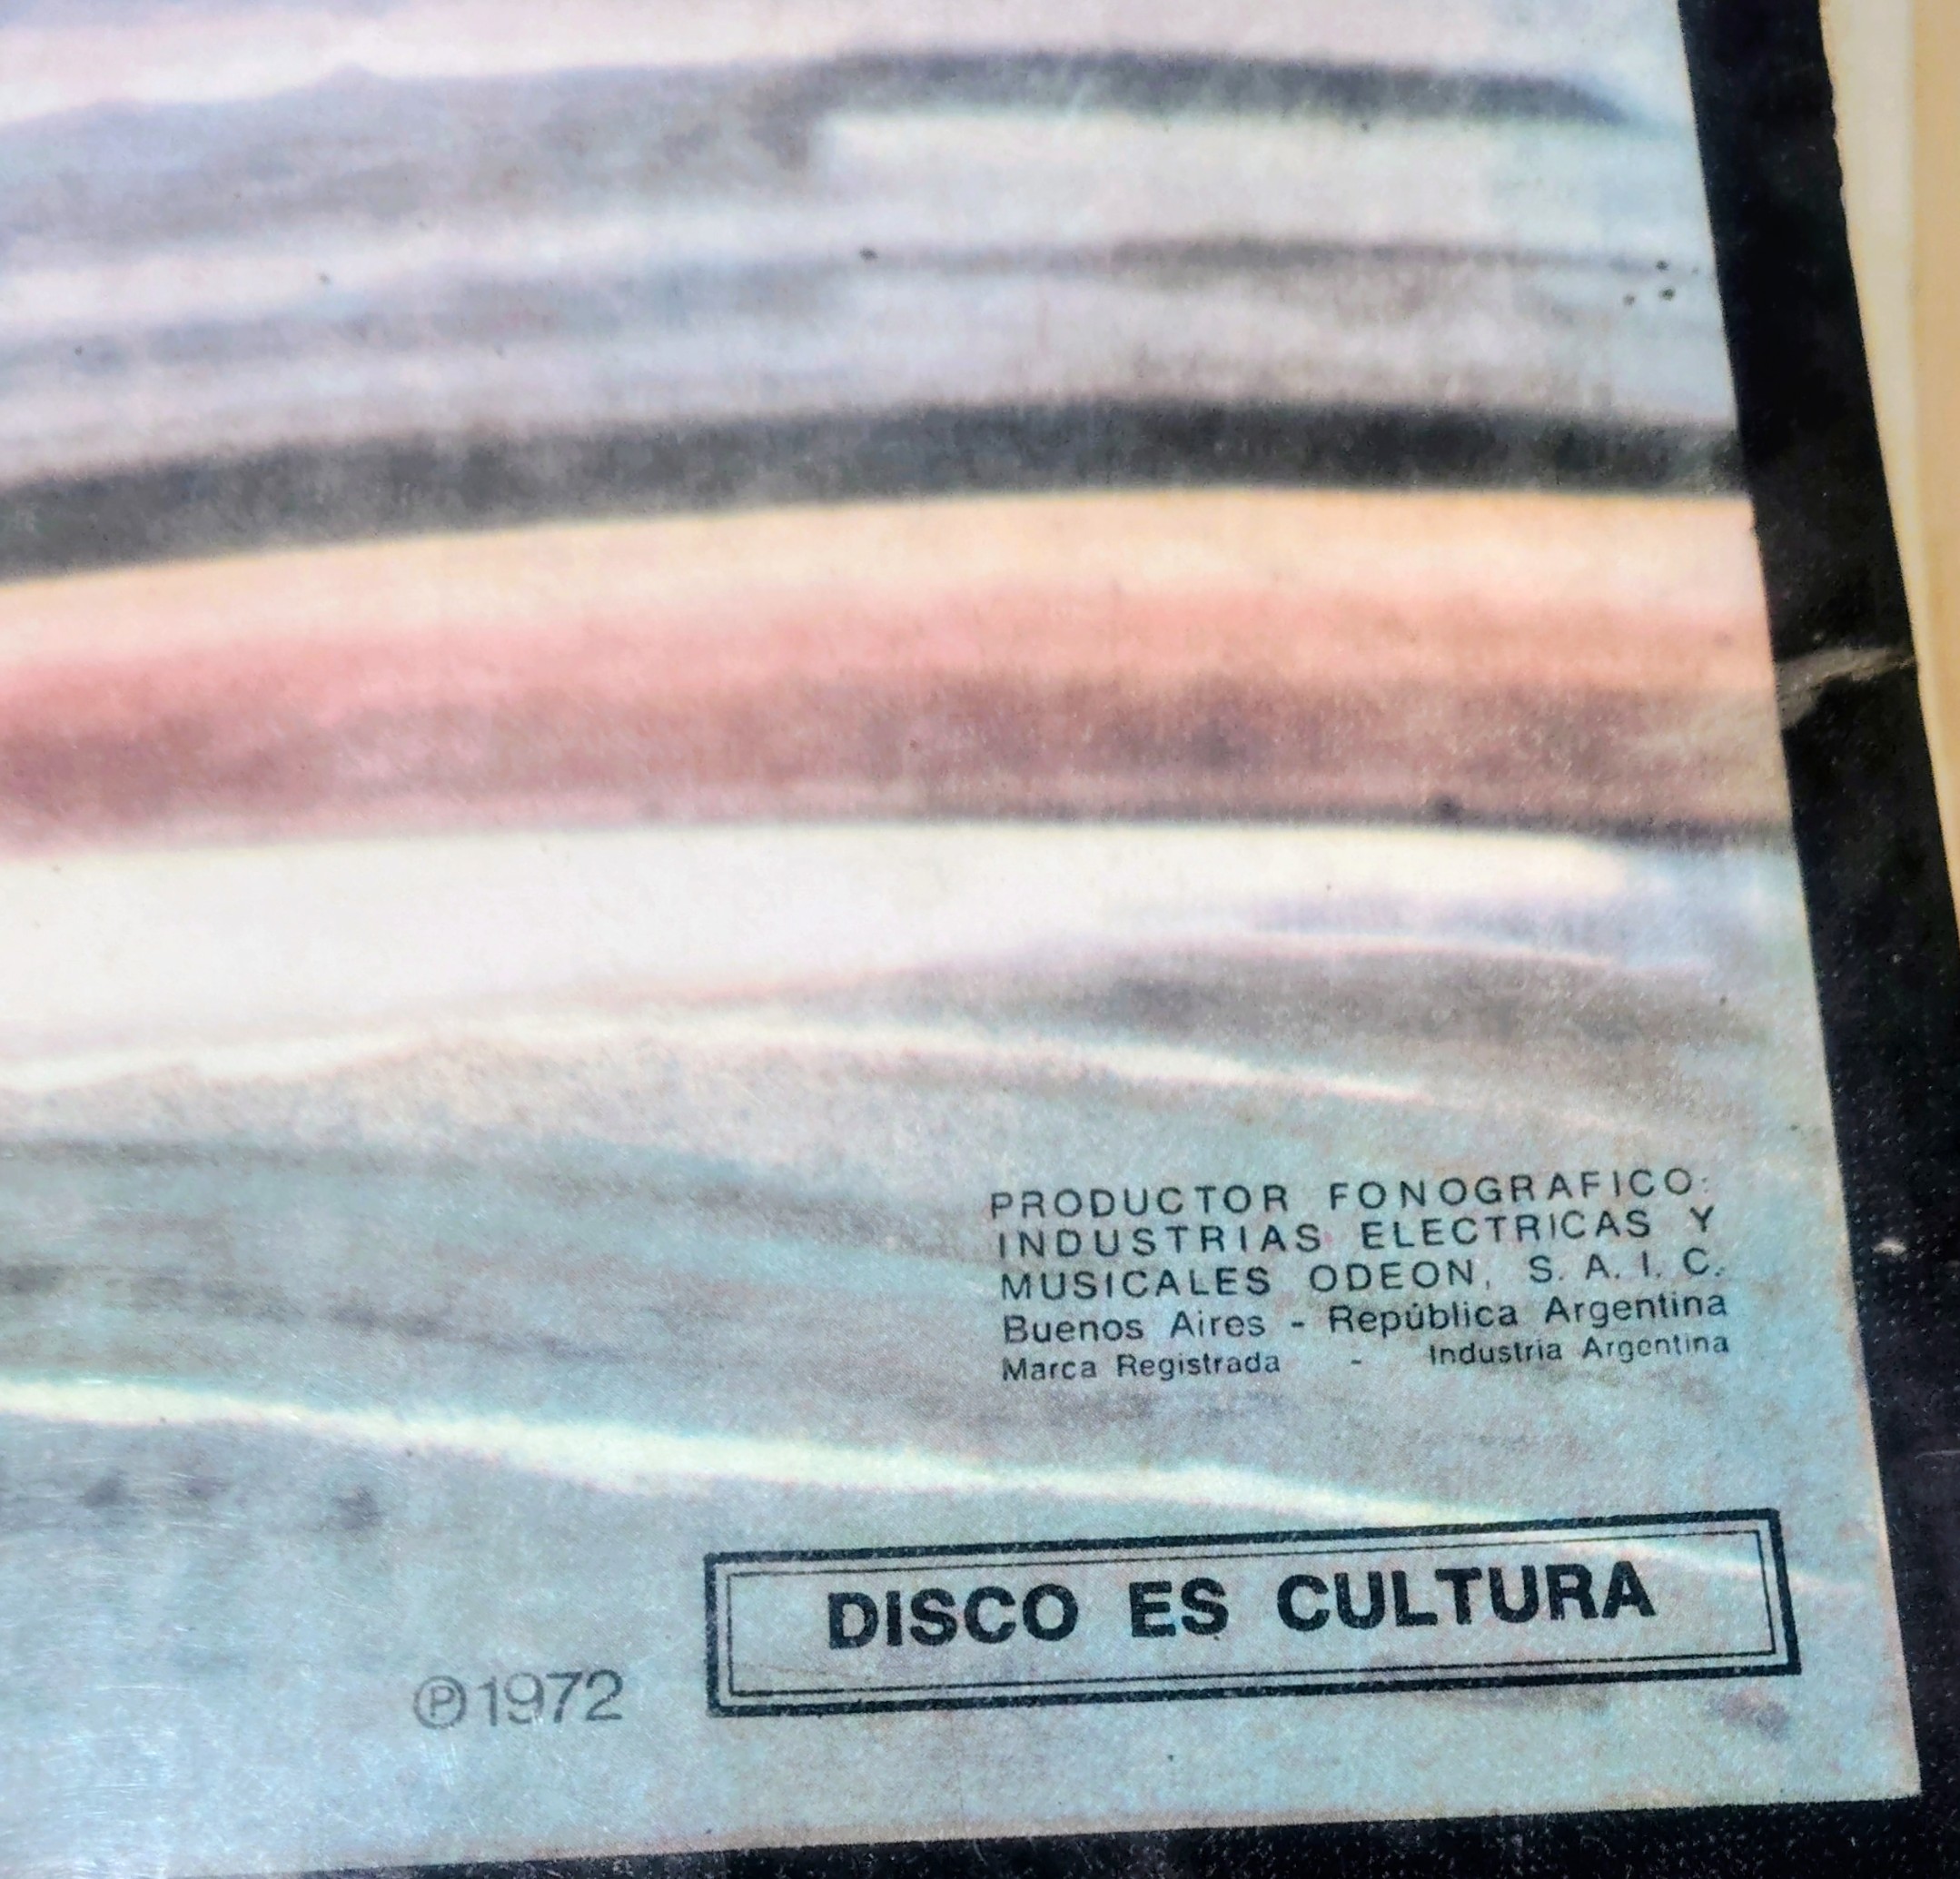 PRODUCTOR FONOGRAFICO:
INDUSTRIAS ELECTRICAS Y
MUSICALES ODEON, S. A. I. C.
Buenos Aires - República Argentina
Marca Registrada - Industria Argentina
DISCO ES CULTURA
℗1972